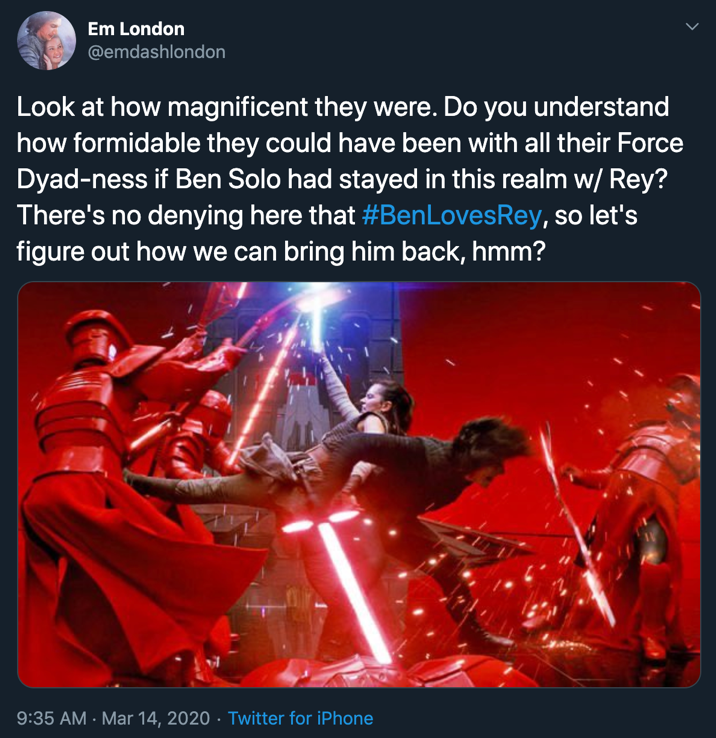 Em London
@emdashlondon
Look at how magnificent they were. Do you understand
how formidable they could have been with all their Force
Dyad-ness if Ben Solo had stayed in this realm w/ Rey?
There's no denying here that #BenLovesRey, so let's
figure out how we can bring him back, hmm?
9:35 AM · Mar 14, 2020 · Twitter for iPhone